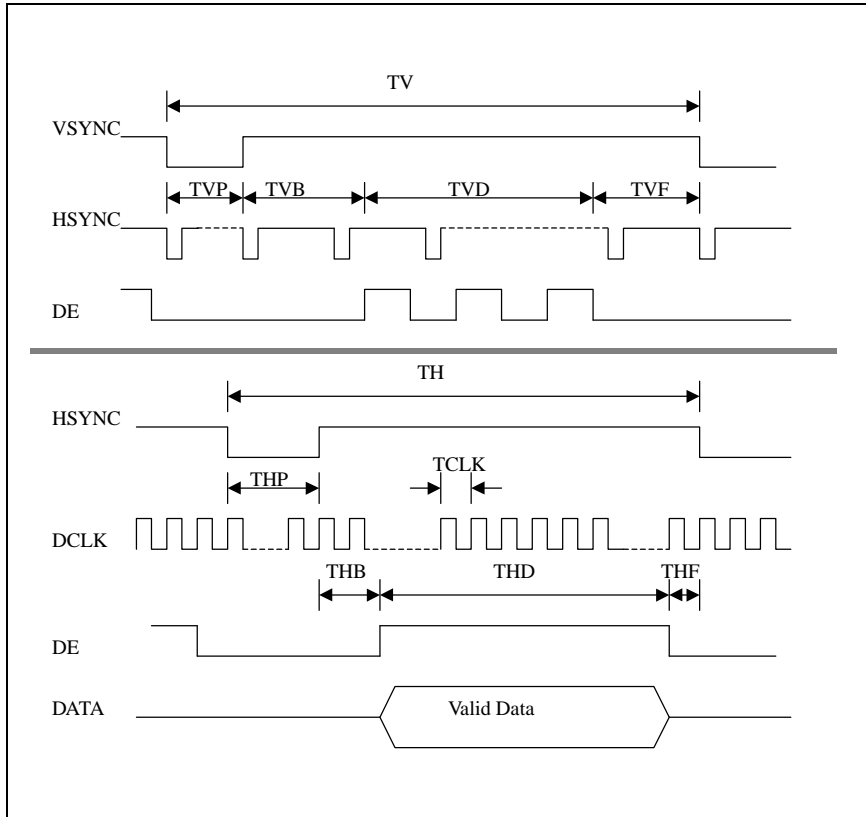 TV
VSYNC
TVP TVB TVD TVF
HSYNC
DE
TH
HSYNC
THP TCLK
DCLK
THB THD THF
DE
DATA Valid Data